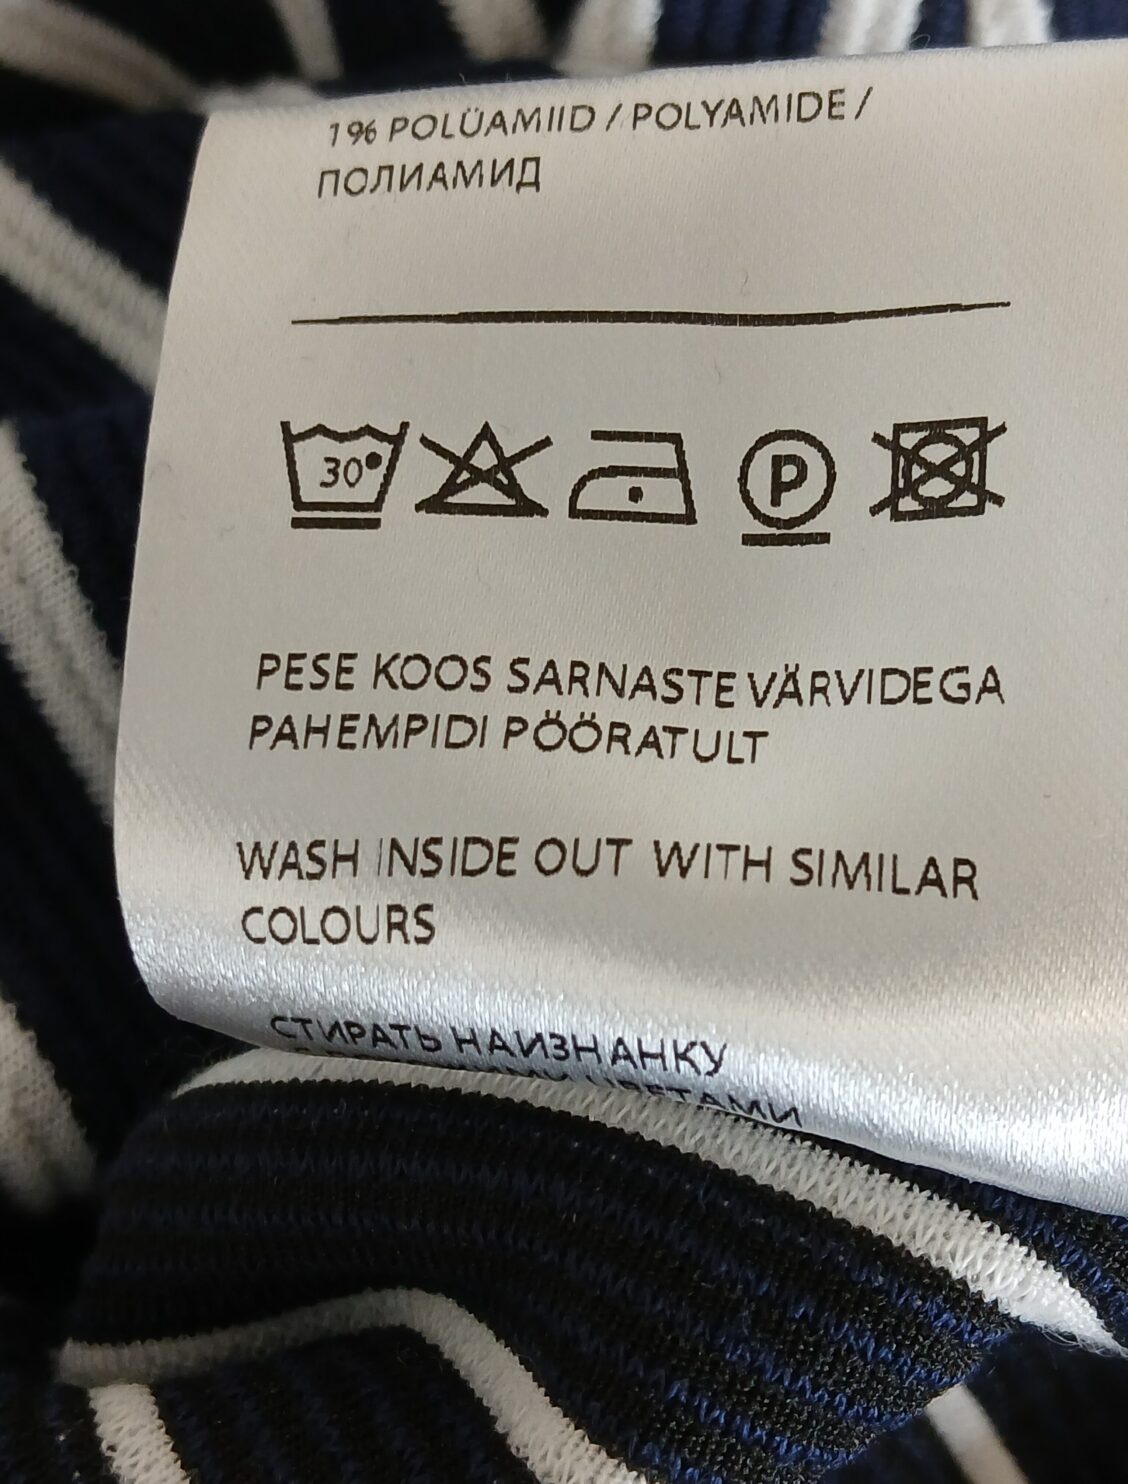 1% POLÜAMIID / POLYAMIDE /
ПОЛИАМИД
30°
P
PESE KOOS SARNASTE VÄRVIDEGA
PAHEMPIDI PÖÖRATULT
WASH INSIDE OUT WITH SIMILAR
COLOURS
СТИРАТЬ НАИЗНАНКУ
ЦВЕТАМИ